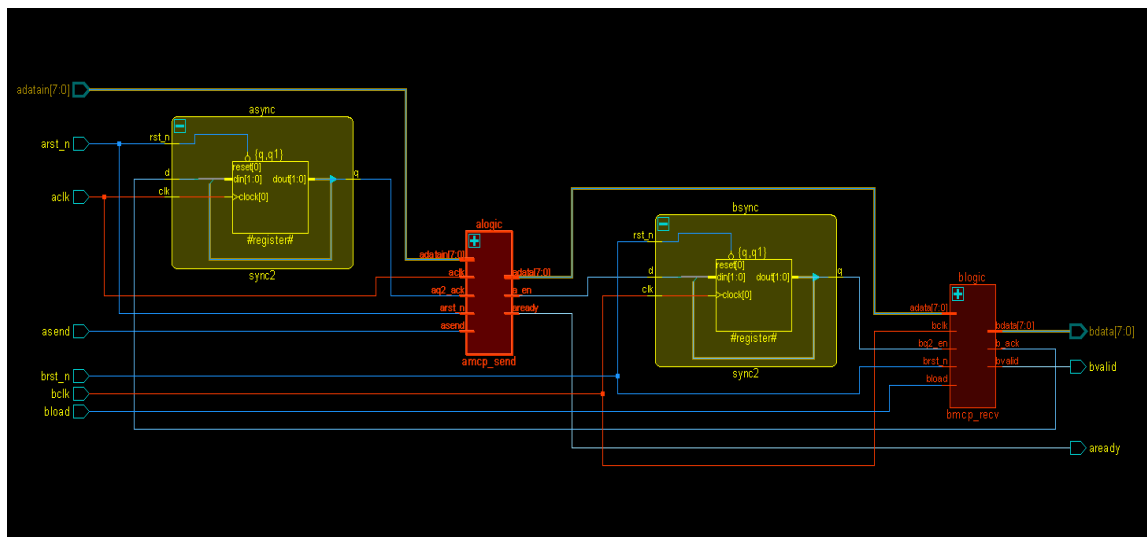 adatain[7:0]
async
arst_n
rst_n
{q,q1}
reset[0]
d
din[1:0]
dout[1:0]
q
aclk
clk
clock[0]
#register#
sync2
alogic
adatain[7:0]
aclk
adata[7:0]
aq2_ack
a_en
arst_n
aready
asend
amcp_send
bsync
rst_n
{q,q1}
reset[0]
d
din[1:0]
dout[1:0]
q
clk
clock[0]
#register#
sync2
blogic
adata[7:0]
bclk
bdata[7:0]
bq2_en
b_ack
brst_n
bload
bmcp_recv
asend
brst_n
bclk
bload
bdata[7:0]
bvalid
aready